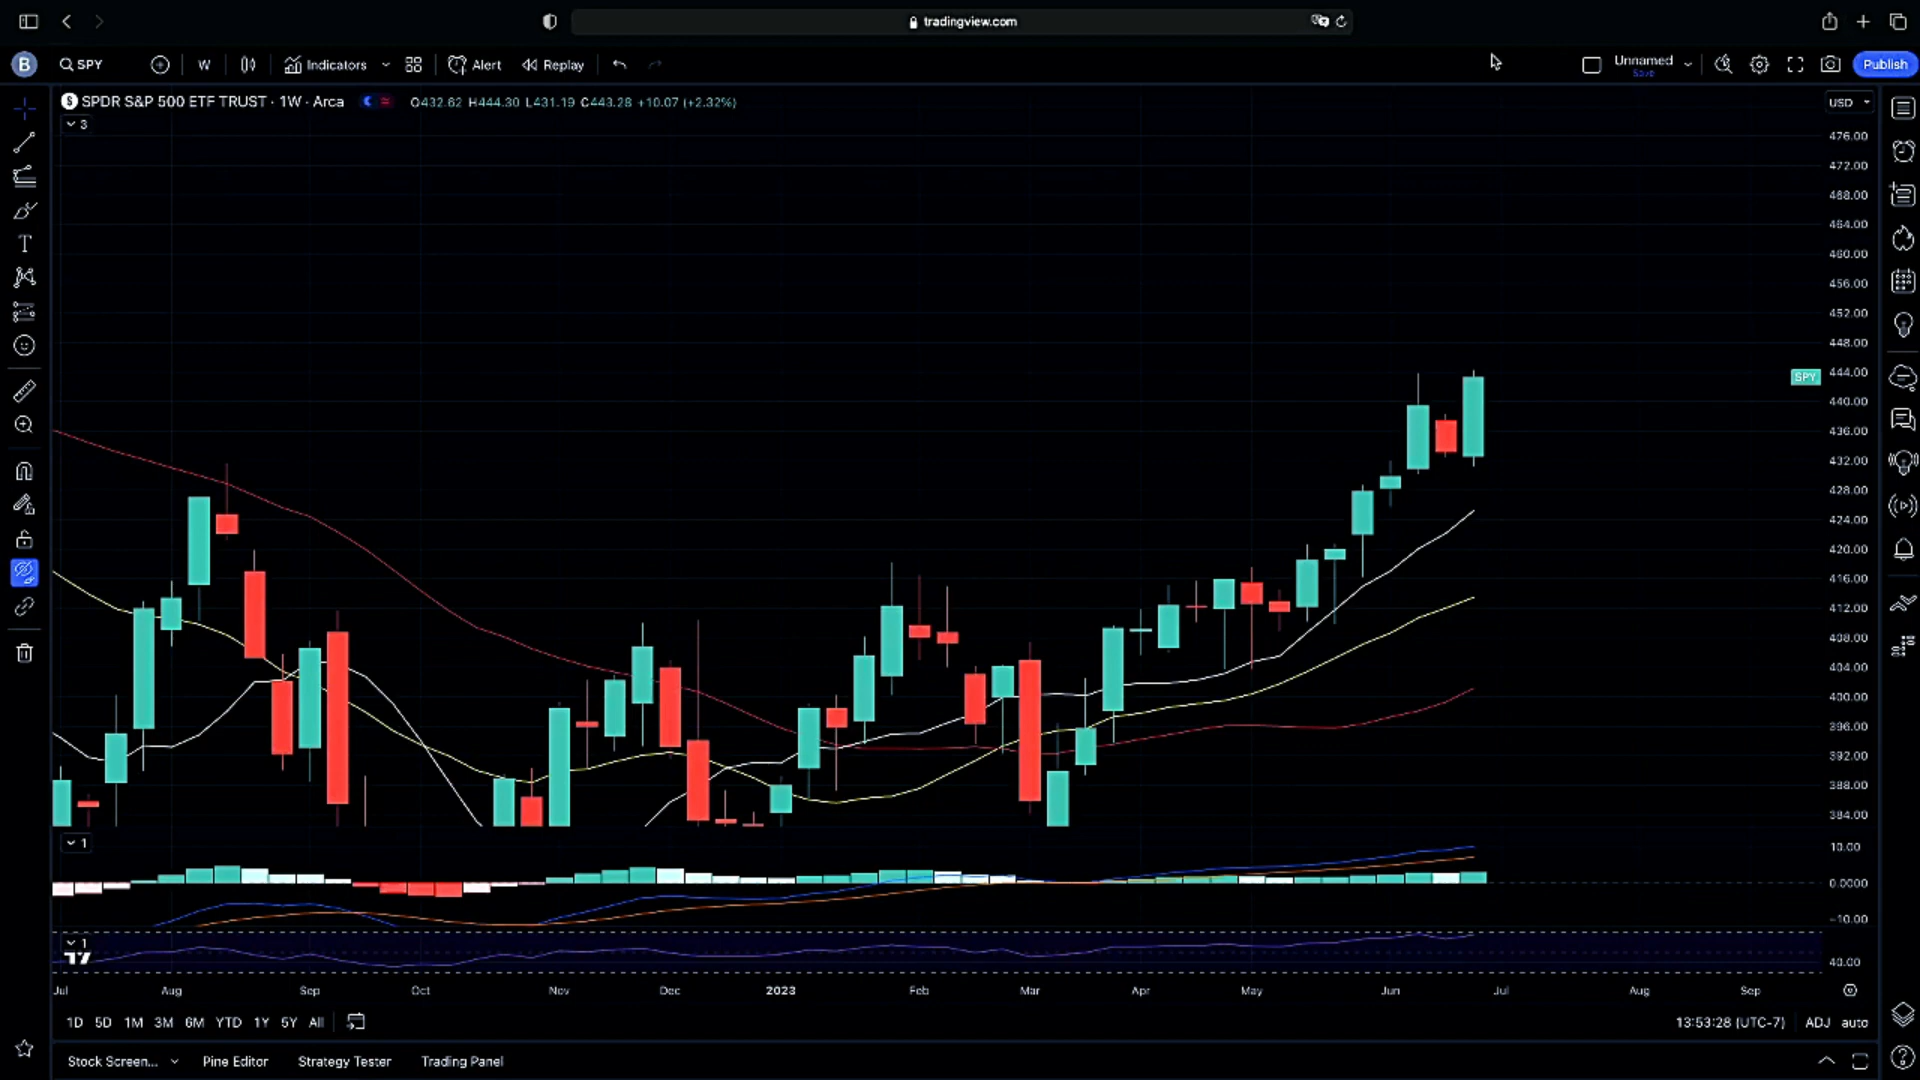 tradingview.com
B
SPY
W
Indicators
Alert
Replay
Unnamed
Save
Publish
SPDR S&P 500 ETF TRUST · 1W · Arca
O432.62 H444.30 L431.19 C443.28 +10.07 (+2.32%)
USD
3
476.00
472.00
468.00
464.00
460.00
456.00
452.00
448.00
SPY
444.00
440.00
436.00
432.00
428.00
424.00
420.00
416.00
412.00
408.00
404.00
400.00
396.00
392.00
388.00
384.00
1
10.00
0.0000
-10.00
1
40.00
Jul Aug Sep Oct Nov Dec 2023 Feb Mar Apr May Jun Jul Aug Sep
1D 5D 1M 3M 6M YTD 1Y 5Y All
13:53:28 (UTC-7) ADJ auto
Stock Screen... Pine Editor Strategy Tester Trading Panel